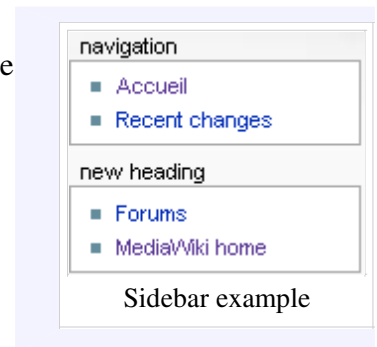 e
navigation
Accueil
Recent changes
new heading
Forums
MediaWiki home
Sidebar example